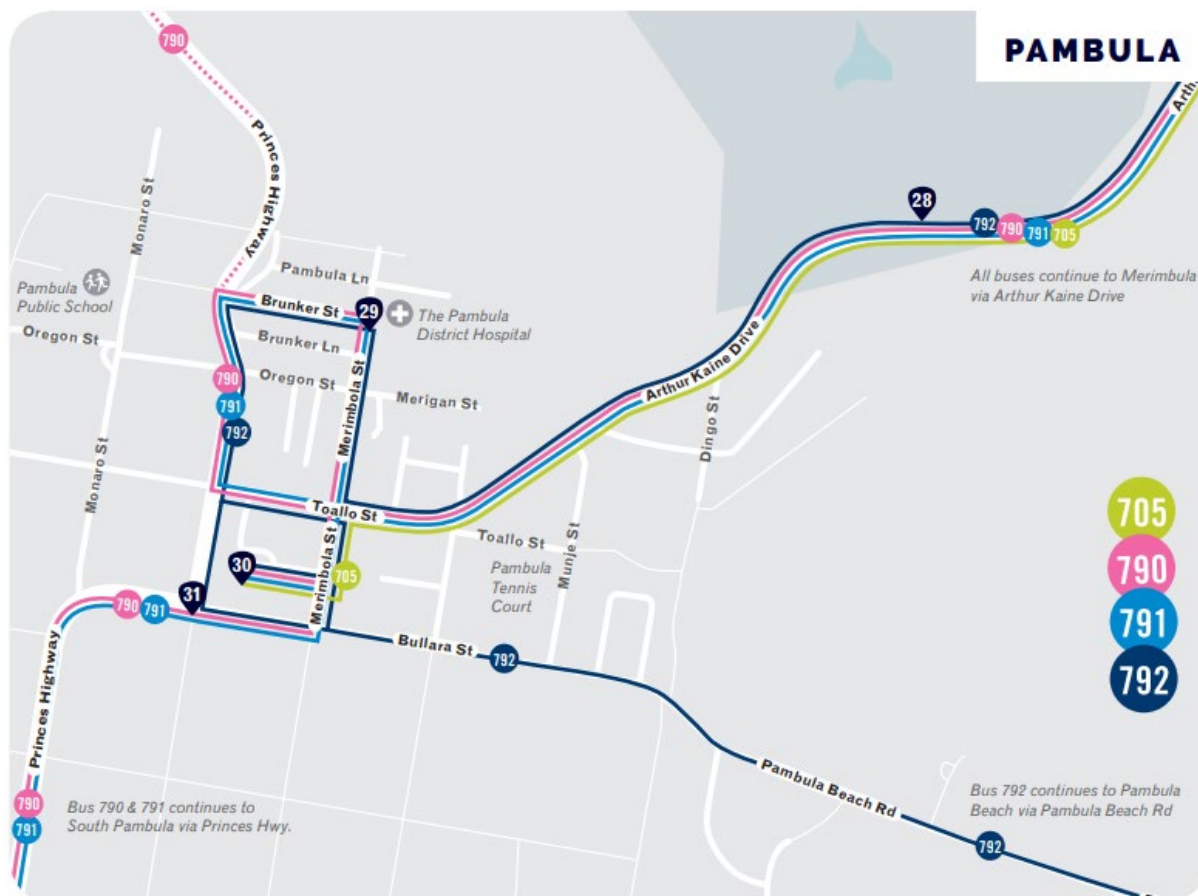 PAMBULA
790
Princes Highway
Monaro St
28
792
790
791
705
All buses continue to Merimbula
via Arthur Kaine Drive
Pambula Ln
Pambula
Public School
Brunker St
29
The Pambula
District Hospital
Oregon St
Brunker Ln
Merimbola St
Arthur Kaine Drive
790
Oregon St
Merigan St
791
792
Dingo St
Monaro St
Toallo St
705
790
791
792
Toallo St
Munje St
30
705
Pambula
Tennis
Court
Merimbola St
31
790
791
Bullara St
792
Princes Highway
Pambula Beach Rd
790
791
Bus 790 & 791 continues to
South Pambula via Princes Hwy.
Bus 792 continues to Pambula
Beach via Pambula Beach Rd
792